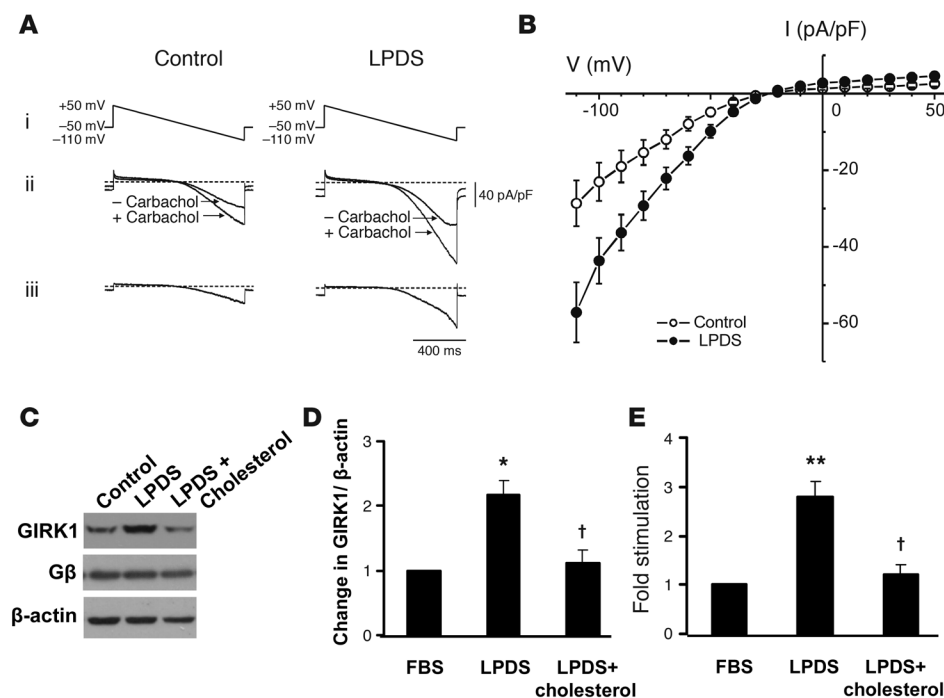 A
Control
LPDS
i
+50 mV
−50 mV
−110 mV
+50 mV
−50 mV
−110 mV
ii
− Carbachol
+ Carbachol
− Carbachol
+ Carbachol
40 pA/pF
iii
400 ms
B
I (pA/pF)
V (mV)
-100
-50
0
50
-20
-40
-60
Control
LPDS
C
Control
LPDS
LPDS +
Cholesterol
GIRK1
Gβ
β-actin
D
Change in GIRK1/ β-actin
3
2
1
0
*
†
FBS
LPDS
LPDS+
cholesterol
E
Fold stimulation
4
3
2
1
0
**
†
FBS
LPDS
LPDS+
cholesterol